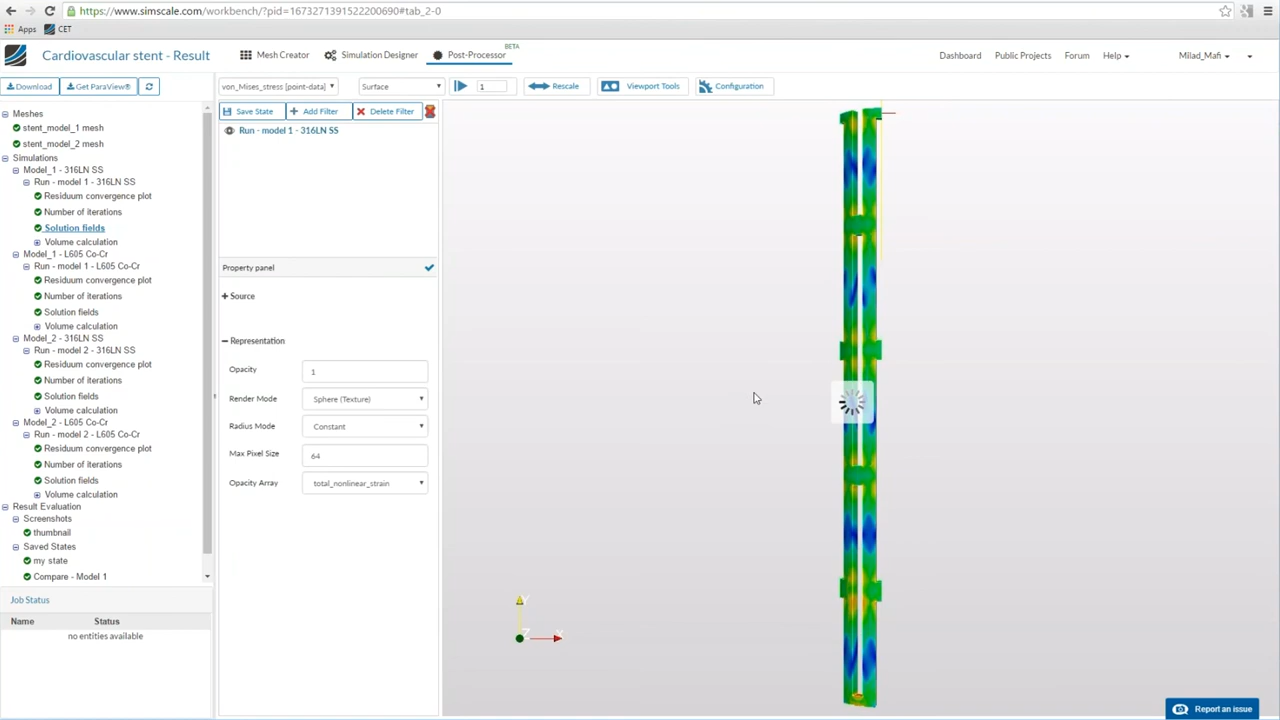 https://www.simscale.com/workbench/?pid=1673271391522200690#tab_2-0
Apps CET
Cardiovascular stent - Result
Mesh Creator
Simulation Designer
Post-Processor
BETA
Dashboard
Public Projects
Forum
Help
Milad_Mafi
Download
Get ParaView®
von_Mises_stress [point-data]
Surface
1
Rescale
Viewport Tools
Configuration
Save State
Add Filter
Delete Filter
Run - model 1 - 316LN SS
Meshes
stent_model_1 mesh
stent_model_2 mesh
Simulations
Model_1 - 316LN SS
Run - model 1 - 316LN SS
Residuum convergence plot
Number of iterations
Solution fields
Volume calculation
Model_1 - L605 Co-Cr
Run - model 1 - L605 Co-Cr
Residuum convergence plot
Number of iterations
Solution fields
Volume calculation
Model_2 - 316LN SS
Run - model 2 - 316LN SS
Residuum convergence plot
Number of iterations
Solution fields
Volume calculation
Model_2 - L605 Co-Cr
Run - model 2 - L605 Co-Cr
Residuum convergence plot
Number of iterations
Solution fields
Volume calculation
Result Evaluation
Screenshots
thumbnail
Saved States
my state
Compare - Model 1
Job Status
Name Status
no entities available
Property panel
Source
Representation
Opacity 1
Render Mode Sphere (Texture)
Radius Mode Constant
Max Pixel Size 64
Opacity Array total_nonlinear_strain
Y
Z
X
Report an issue